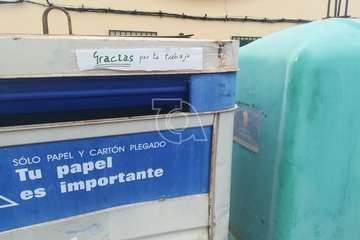 Gracias por tu trabajo
SÓLO PAPEL Y CARTÓN PLEGADO
Tu papel
es importante